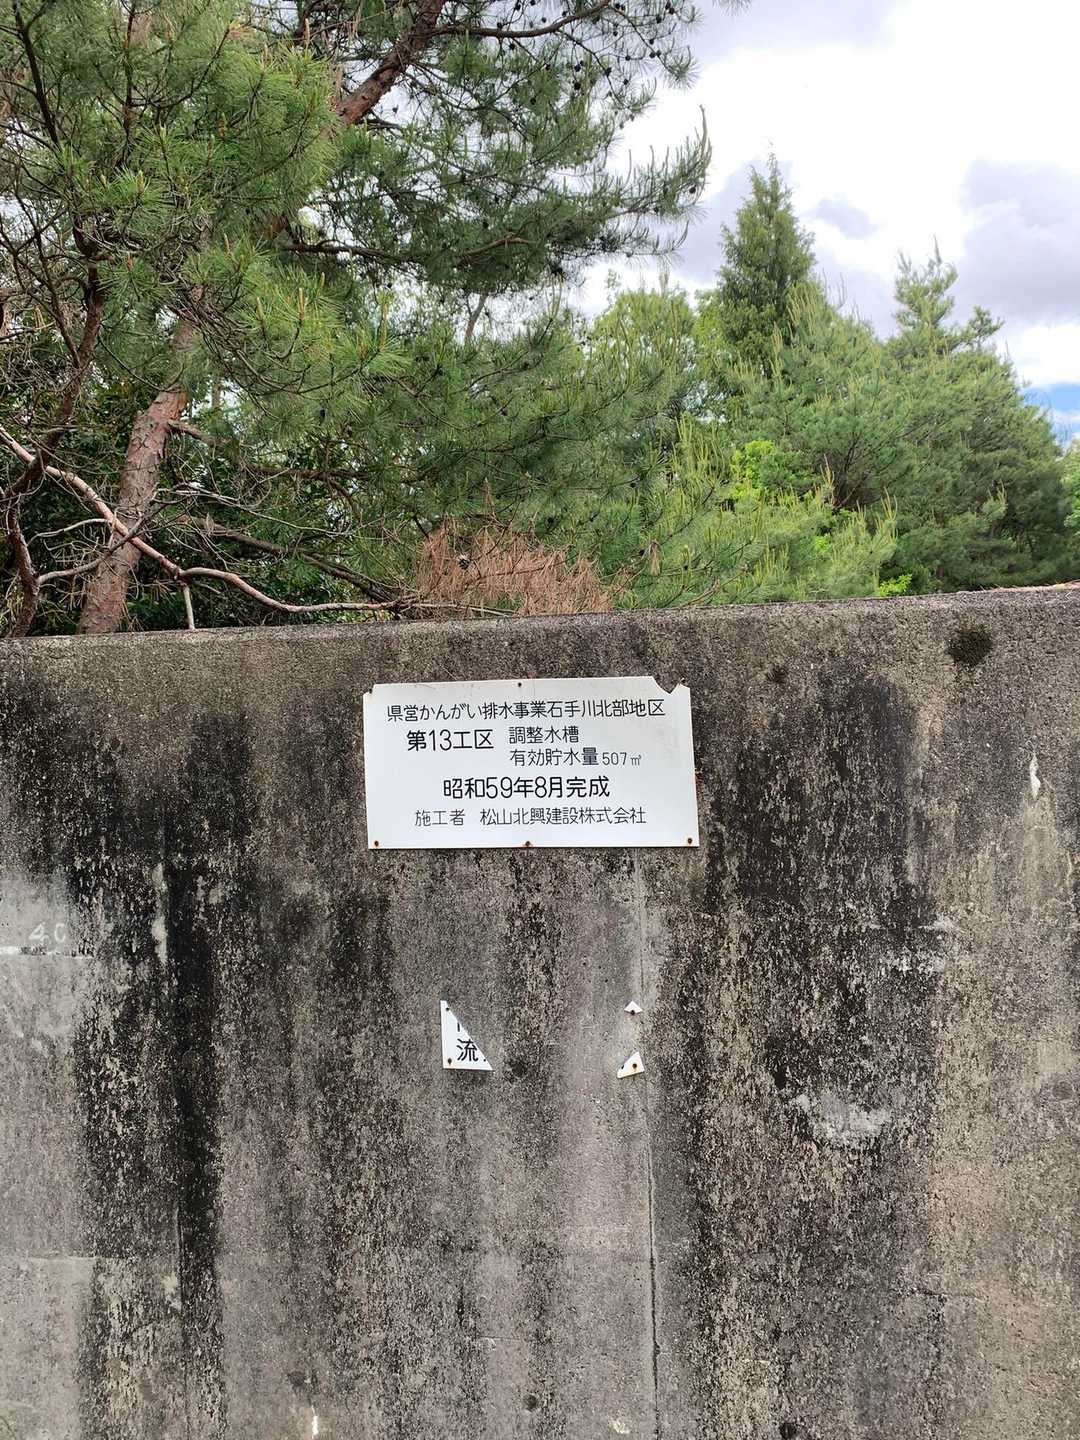 県営かんがい排水事業石手川北部地区
第13工区 調整水槽
有効貯水量507㎥
昭和59年8月完成
施工者 松山北興建設株式会社
40
流